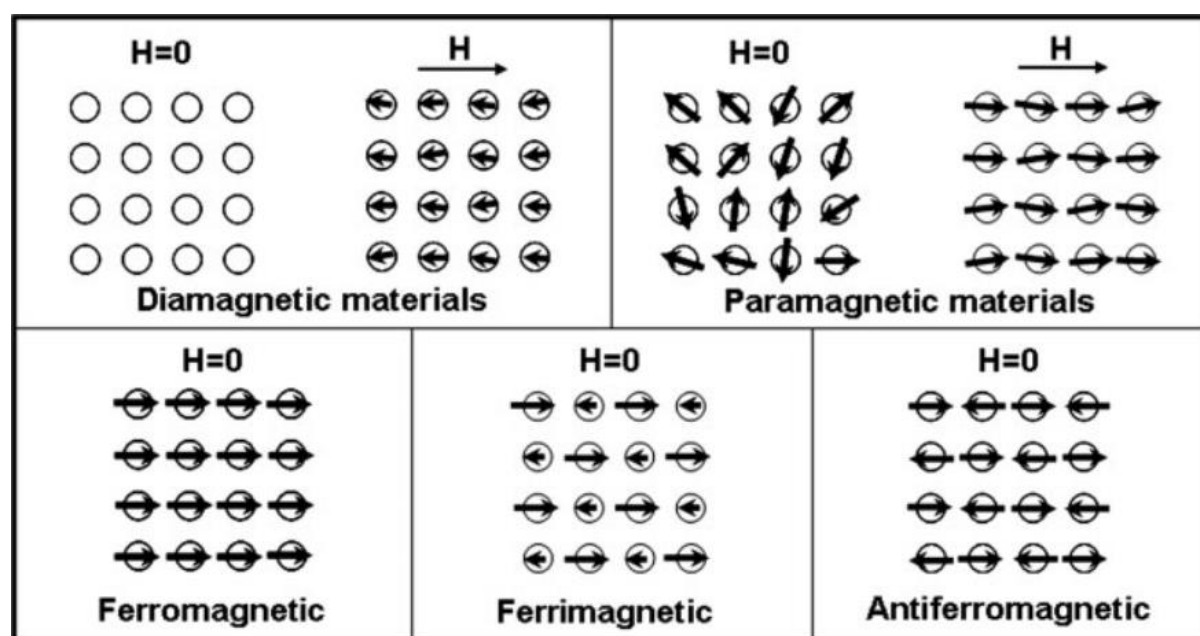 H=0
H
Diamagnetic materials
H=0
H
Paramagnetic materials
H=0
Ferromagnetic
H=0
Ferrimagnetic
H=0
Antiferromagnetic